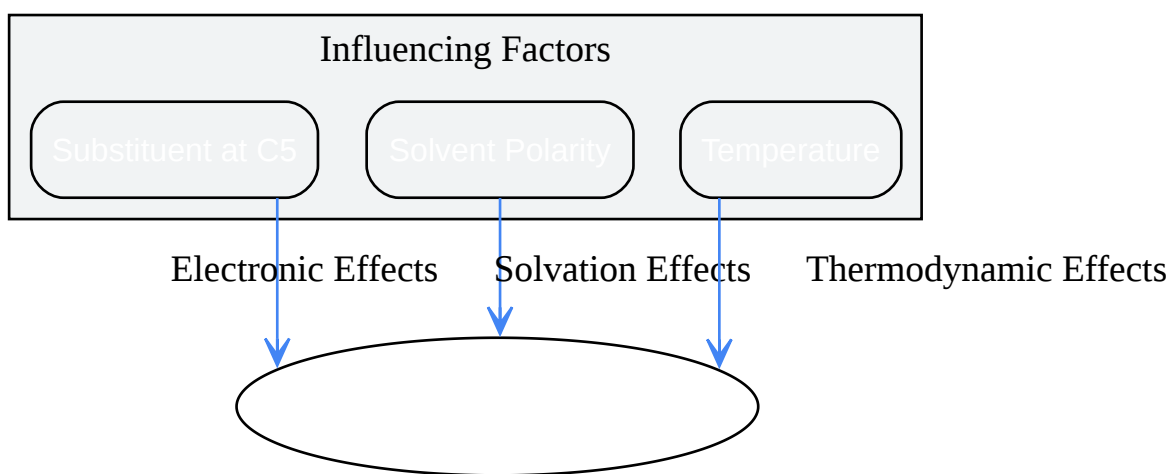 Influencing Factors
Substituent at C5
Solvent Polarity
Temperature
Electronic Effects
Solvation Effects
Thermodynamic Effects